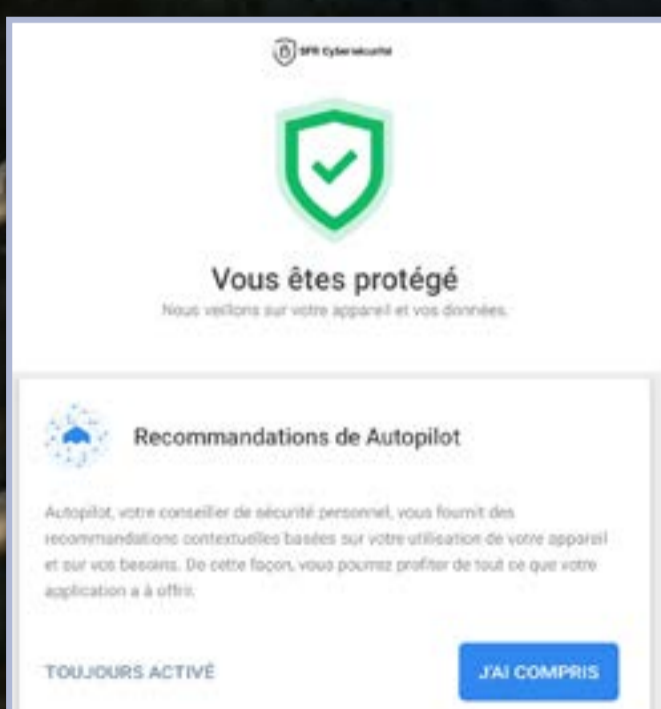 SFR Cybersécurité
Vous êtes protégé
Nous veillons sur votre appareil et vos données.
Recommandations de Autopilot
Autopilot, votre conseiller de sécurité personnel, vous fournit des
recommandations contextuelles basées sur votre utilisation de votre appareil
et sur vos besoins. De cette façon, vous pourrez profiter de tout ce que votre
application a à offrir.
TOUJOURS ACTIVÉ
J'AI COMPRIS